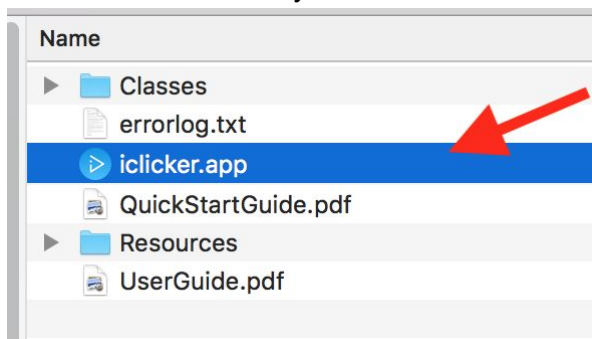 Name
Classes
errorlog.txt
iclicker.app
QuickStartGuide.pdf
Resources
UserGuide.pdf